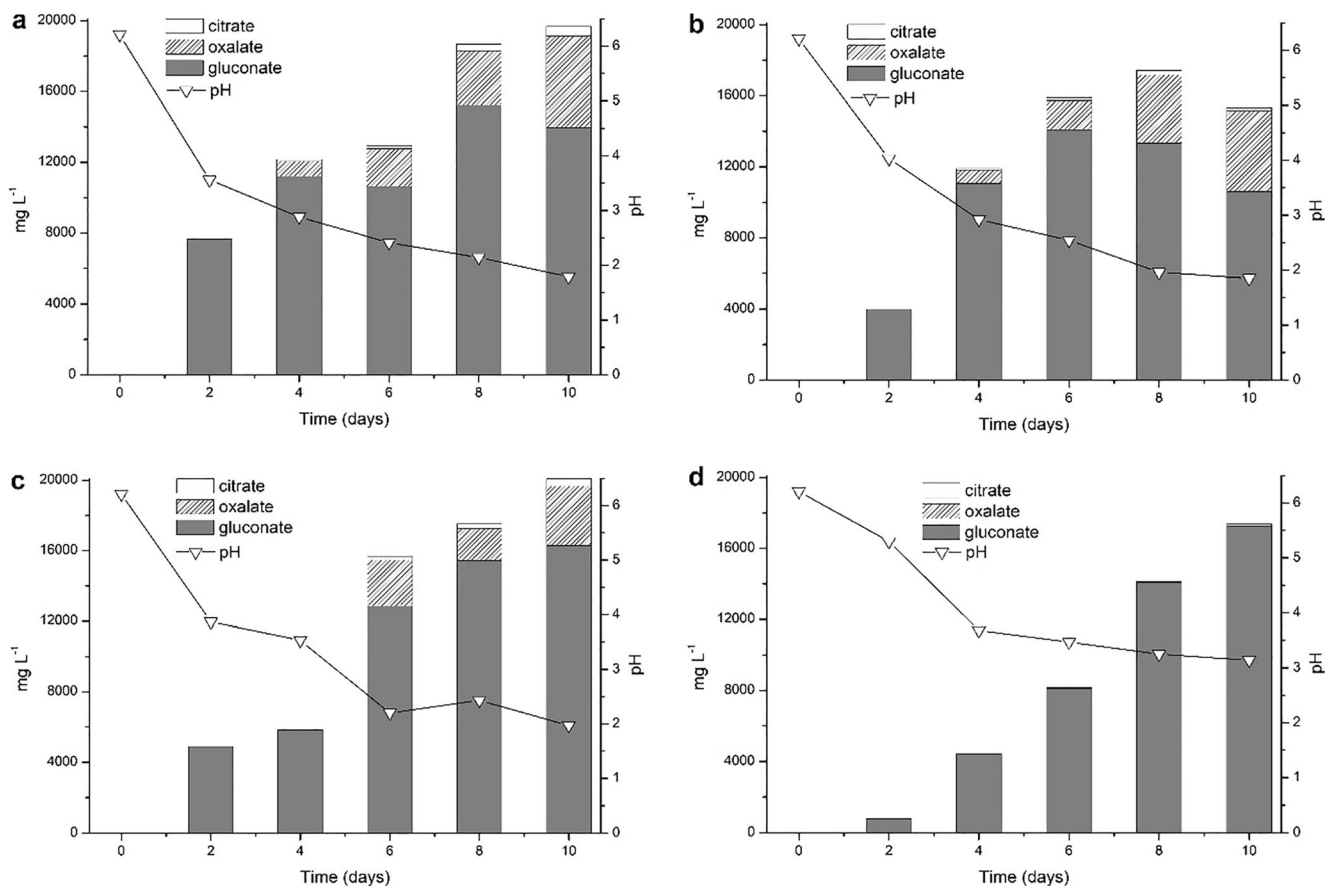 a
citrate
oxalate
gluconate
pH
20000
16000
12000
8000
4000
0
mg L⁻¹
6
5
4
3
2
1
0
pH
0 2 4 6 8 10
Time (days)
b
citrate
oxalate
gluconate
pH
20000
16000
12000
8000
4000
0
mg L⁻¹
6
5
4
3
2
1
0
pH
0 2 4 6 8 10
Time (days)
c
citrate
oxalate
gluconate
pH
20000
16000
12000
8000
4000
0
mg L⁻¹
6
5
4
3
2
1
0
pH
0 2 4 6 8 10
Time (days)
d
citrate
oxalate
gluconate
pH
20000
16000
12000
8000
4000
0
mg L⁻¹
6
5
4
3
2
1
0
pH
0 2 4 6 8 10
Time (days)